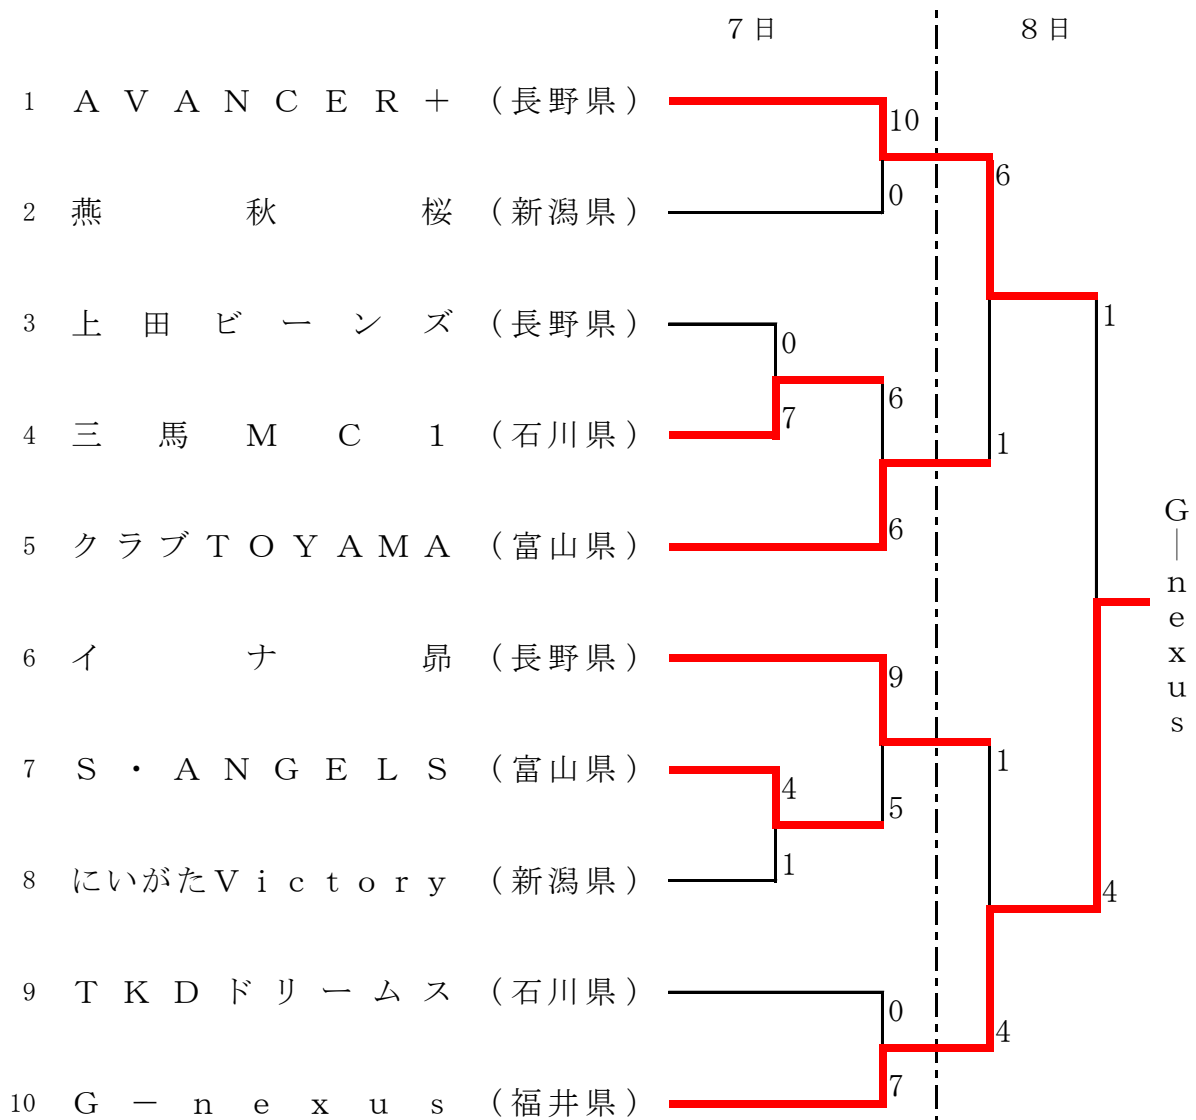 ７日 ８日
1 ＡＶＡＮＣＥＲ＋ （長野県）
10
6
0
2 燕秋桜 （新潟県）
3 上田ビーンズ （長野県）
0
1
6
7
4 三馬ＭＣ１ （石川県）
1
6
5 クラブＴＯＹＡＭＡ （富山県）
Ｇ―ｎｅｘｕｓ
6 イナ昴 （長野県）
9
1
7 Ｓ・ＡＮＧＥＬＳ （富山県）
4
5
1
8 にいがたＶｉｃｔｏｒｙ （新潟県）
4
9 ＴＫＤドリームス （石川県）
0
4
7
10 Ｇ－ｎｅｘｕｓ （福井県）